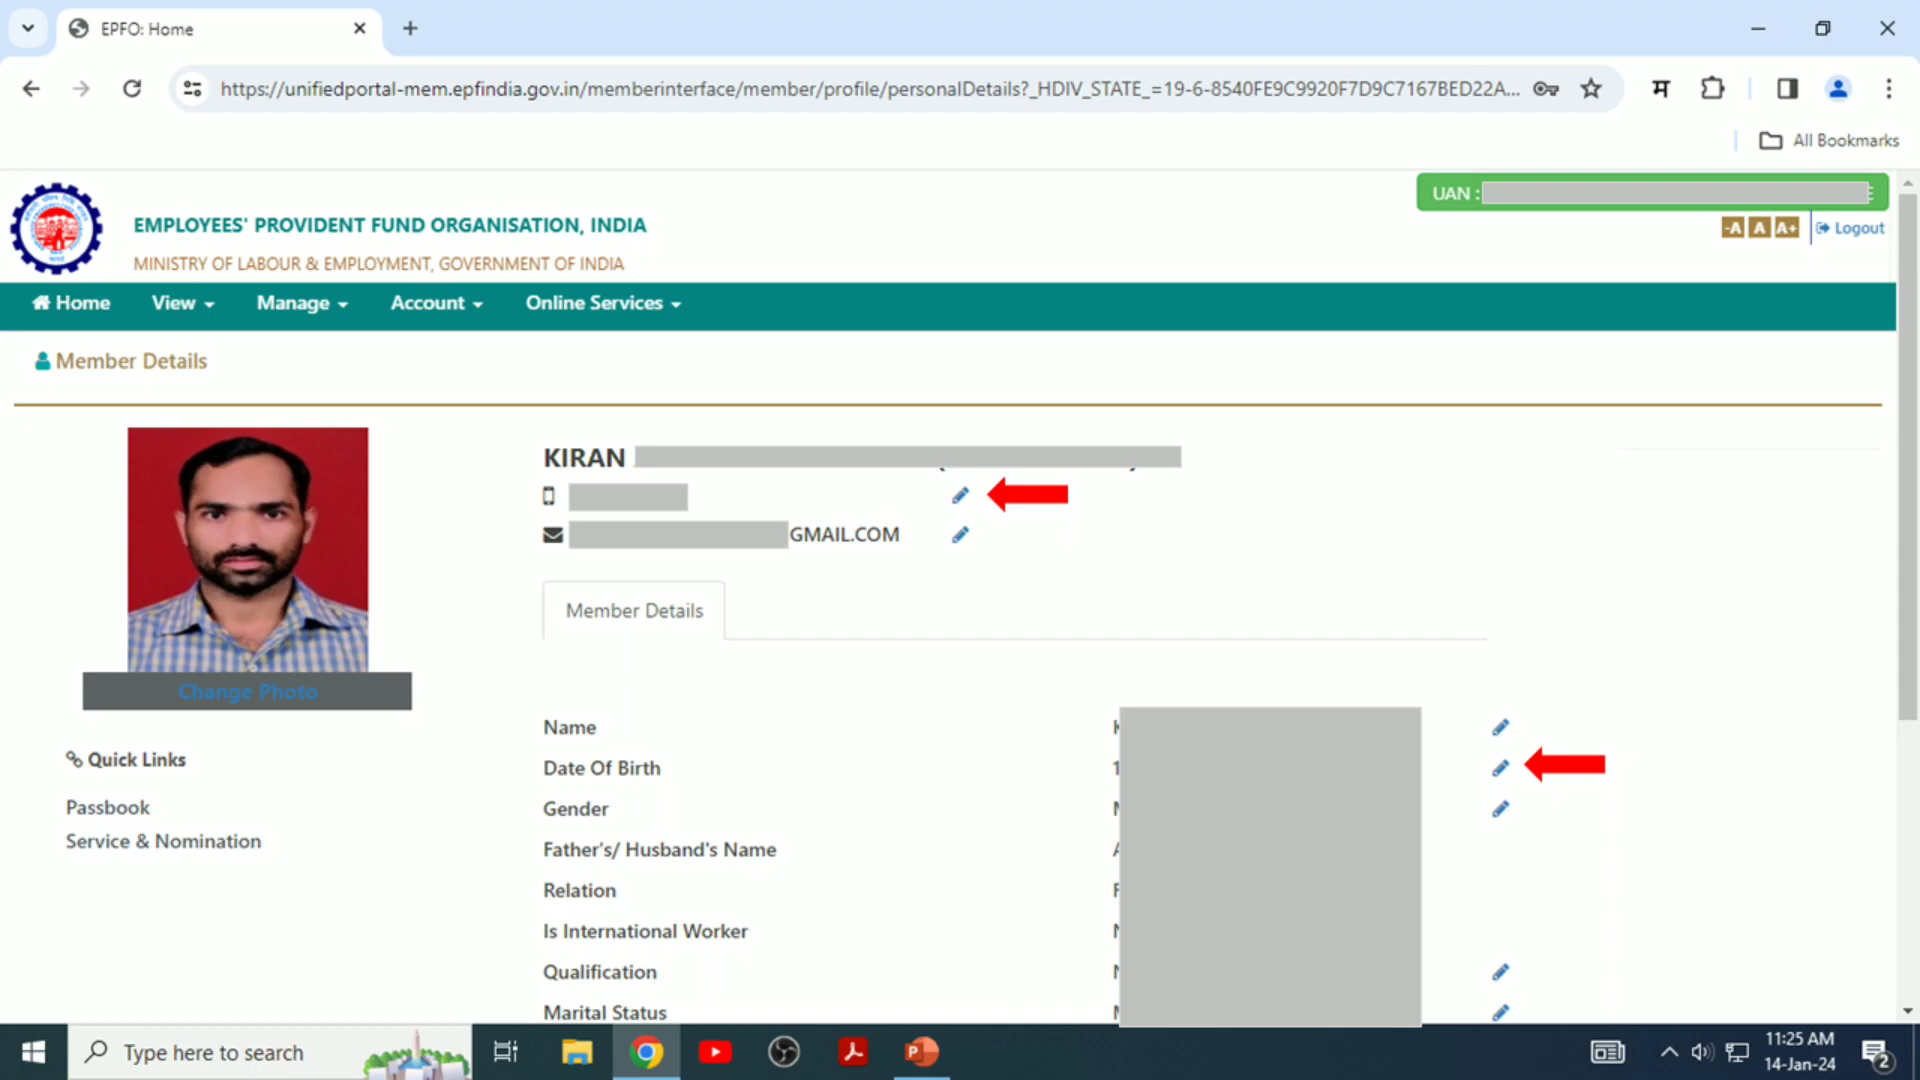 EPFO: Home
https://unifiedportal-mem.epfindia.gov.in/memberinterface/member/profile/personalDetails?_HDIV_STATE_=19-6-8540FE9C9920F7D9C7167BED22A...
म
All Bookmarks
UAN :
EMPLOYEES' PROVIDENT FUND ORGANISATION, INDIA
MINISTRY OF LABOUR & EMPLOYMENT, GOVERNMENT OF INDIA
-A A A+ Logout
Home View Manage Account Online Services
Member Details
KIRAN
GMAIL.COM
Member Details
Change Photo
Quick Links
Passbook
Service & Nomination
Name
Date Of Birth
Gender
Father's/ Husband's Name
Relation
Is International Worker
Qualification
Marital Status
Type here to search
11:25 AM
14-Jan-24
2